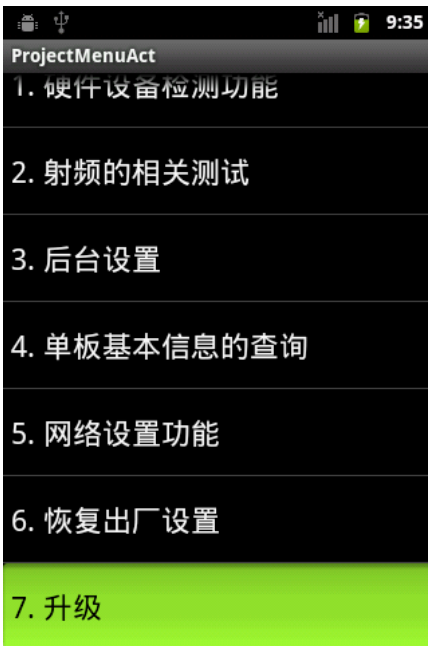 9:35
ProjectMenuAct
1. 硬件设备检测功能
2. 射频的相关测试
3. 后台设置
4. 单板基本信息的查询
5. 网络设置功能
6. 恢复出厂设置
7. 升级